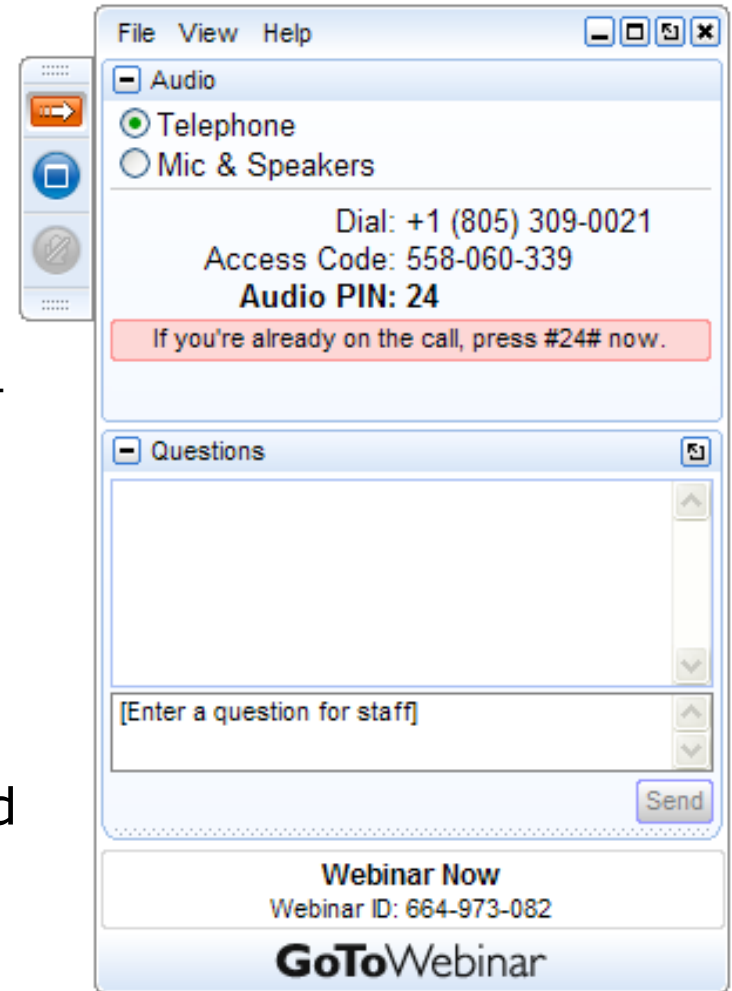 File View Help
Audio
Telephone
Mic & Speakers
Dial: +1 (805) 309-0021
Access Code: 558-060-339
Audio PIN: 24
If you're already on the call, press #24# now.
Questions
[Enter a question for staff]
Send
Webinar Now
Webinar ID: 664-973-082
GoToWebinar